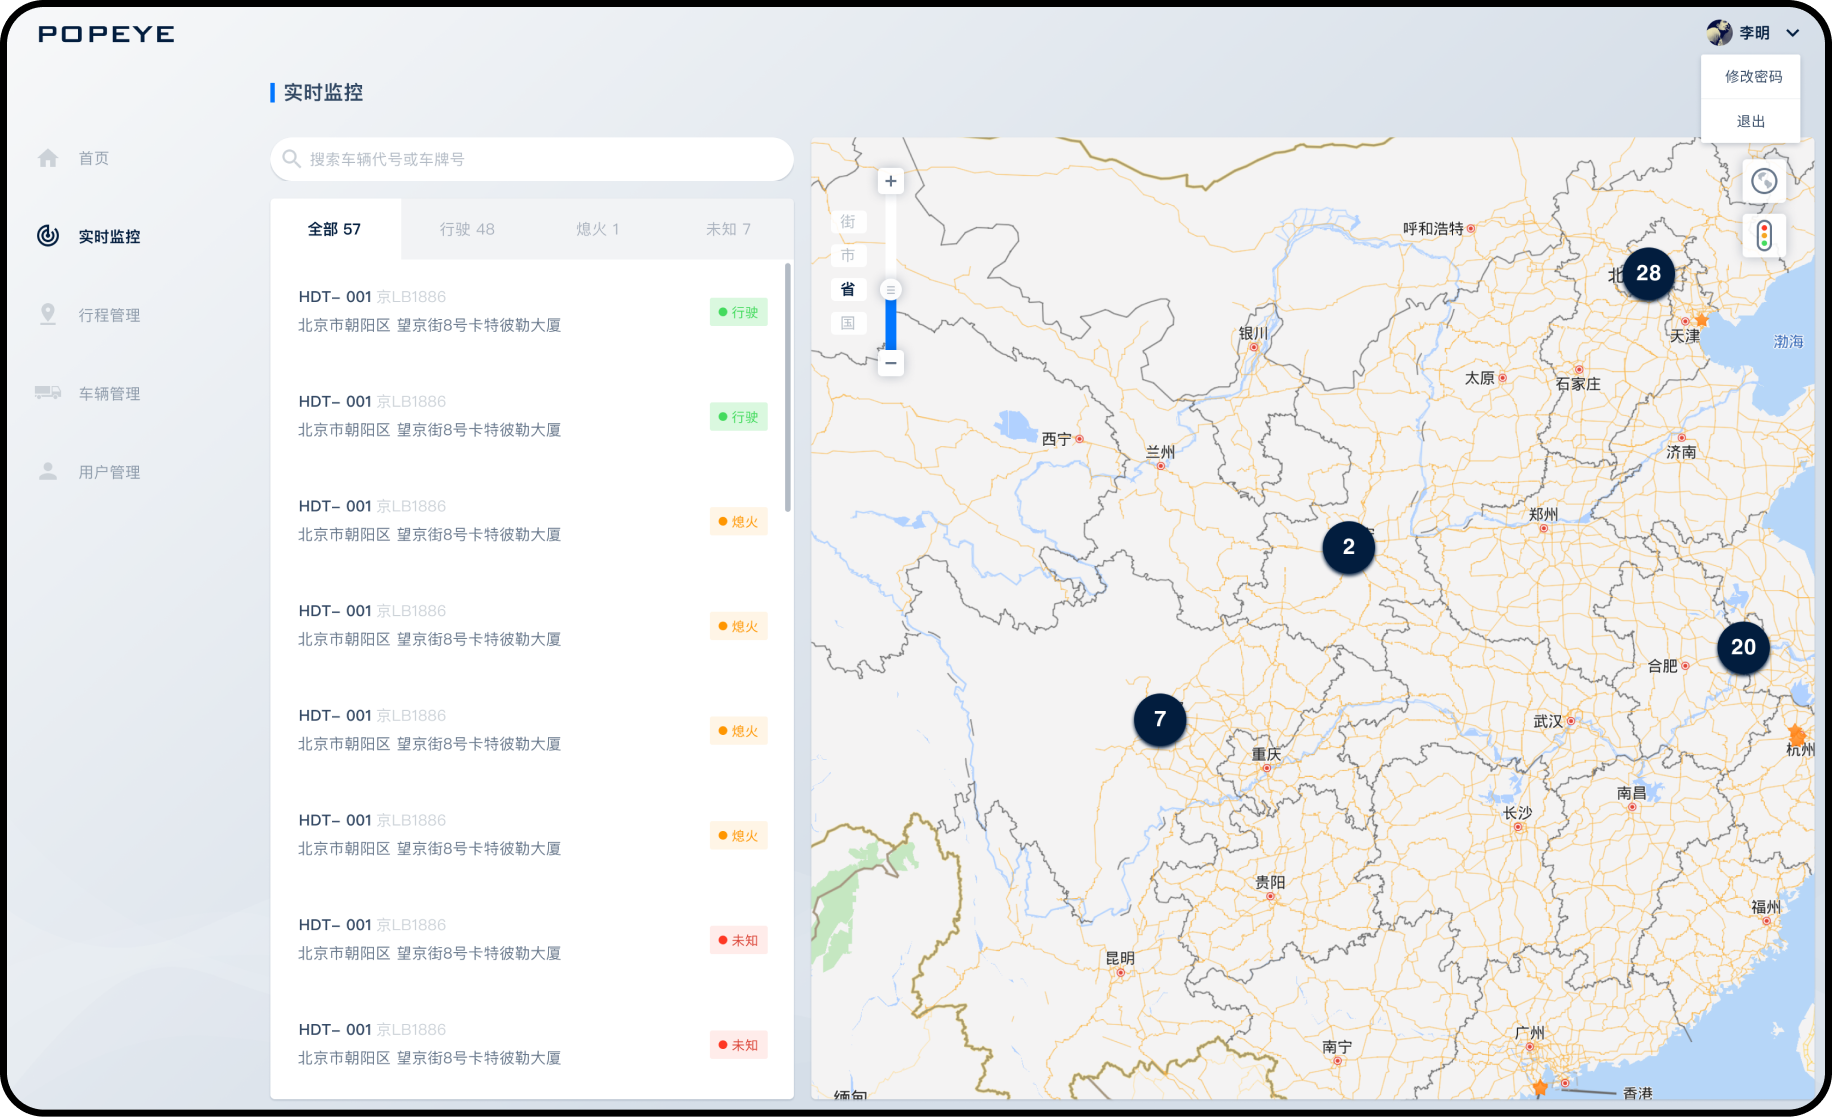 POPEYE
李明
修改密码
退出
实时监控
首页
实时监控
行程管理
车辆管理
用户管理
搜索车辆代号或车牌号
全部 57
行驶 48
熄火 1
未知 7
HDT- 001 京LB1886
北京市朝阳区 望京街8号卡特彼勒大厦
行驶
HDT- 001 京LB1886
北京市朝阳区 望京街8号卡特彼勒大厦
行驶
HDT- 001 京LB1886
北京市朝阳区 望京街8号卡特彼勒大厦
熄火
HDT- 001 京LB1886
北京市朝阳区 望京街8号卡特彼勒大厦
熄火
HDT- 001 京LB1886
北京市朝阳区 望京街8号卡特彼勒大厦
熄火
HDT- 001 京LB1886
北京市朝阳区 望京街8号卡特彼勒大厦
熄火
HDT- 001 京LB1886
北京市朝阳区 望京街8号卡特彼勒大厦
未知
HDT- 001 京LB1886
北京市朝阳区 望京街8号卡特彼勒大厦
未知
+
街
市
省
国
−
呼和浩特
北
28
天津
渤海
银川
太原
石家庄
西宁
兰州
济南
郑州
2
20
合肥
7
武汉
重庆
杭州
南昌
长沙
贵阳
福州
昆明
广州
南宁
香港
缅甸